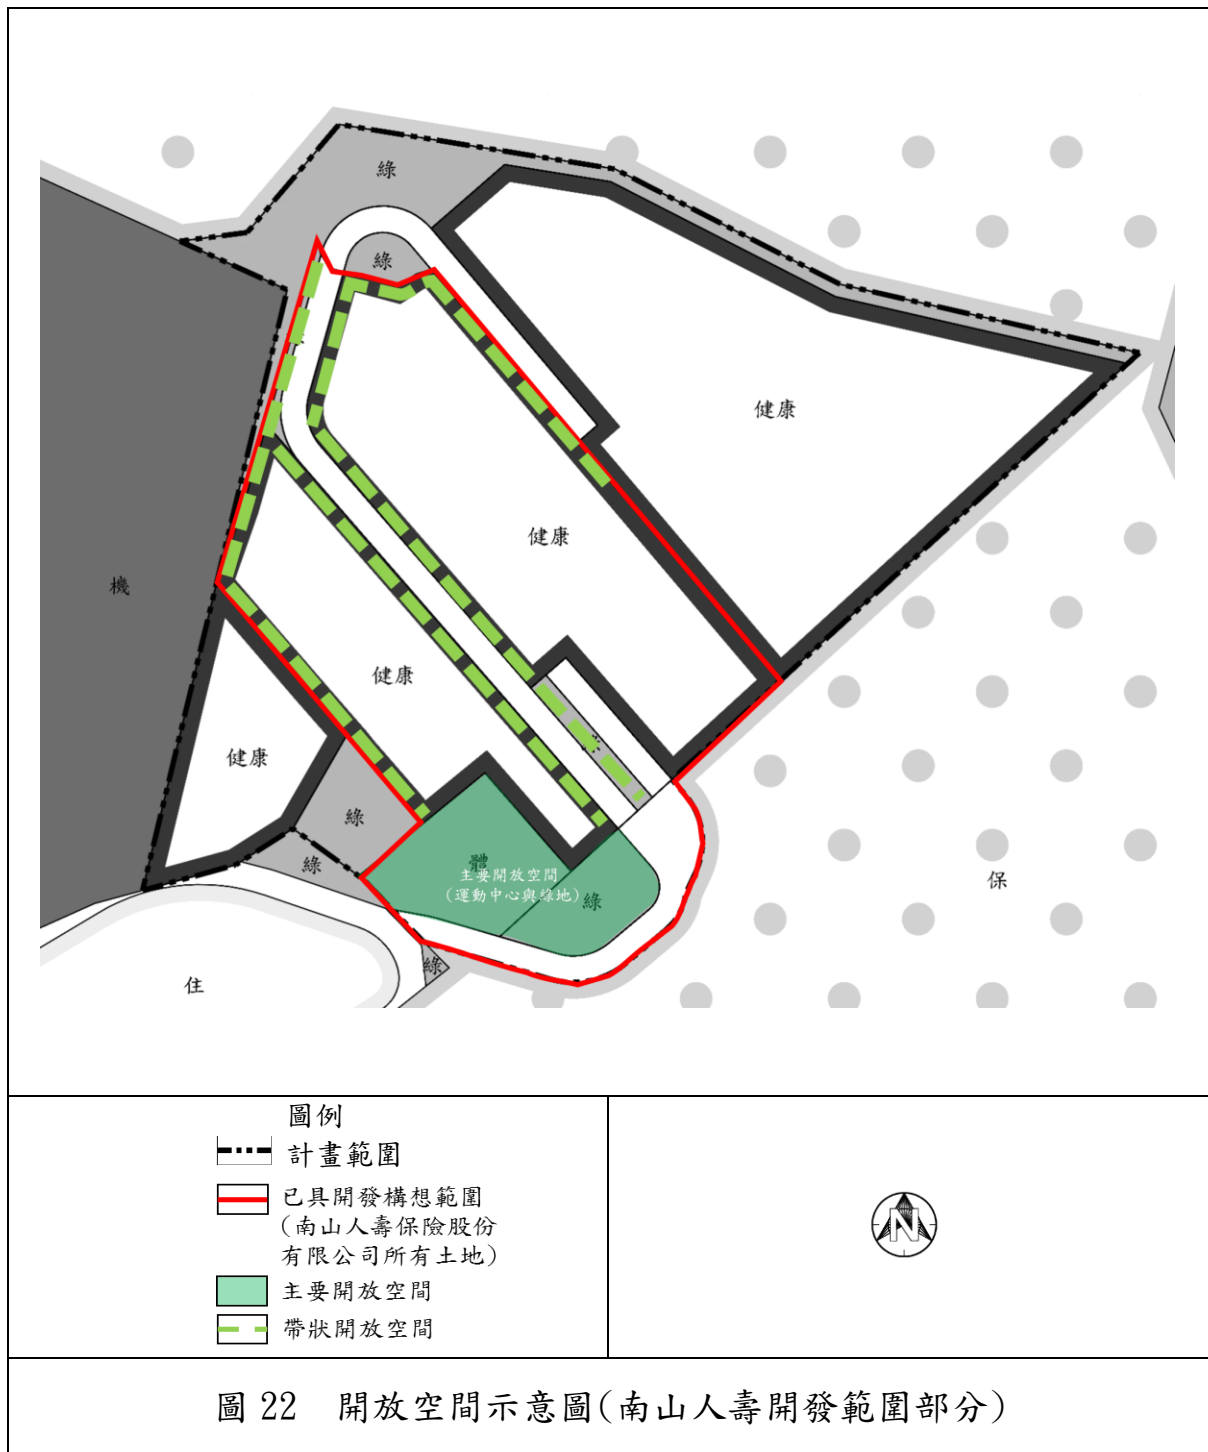 綠
綠
健康
健康
機
健康
健康
綠
綠
體
主要開放空間
(運動中心與綠地)
綠
保
綠
住
圖例
計畫範圍
已具開發構想範圍
(南山人壽保險股份
有限公司所有土地)
主要開放空間
帶狀開放空間
N
圖 22 開放空間示意圖(南山人壽開發範圍部分)